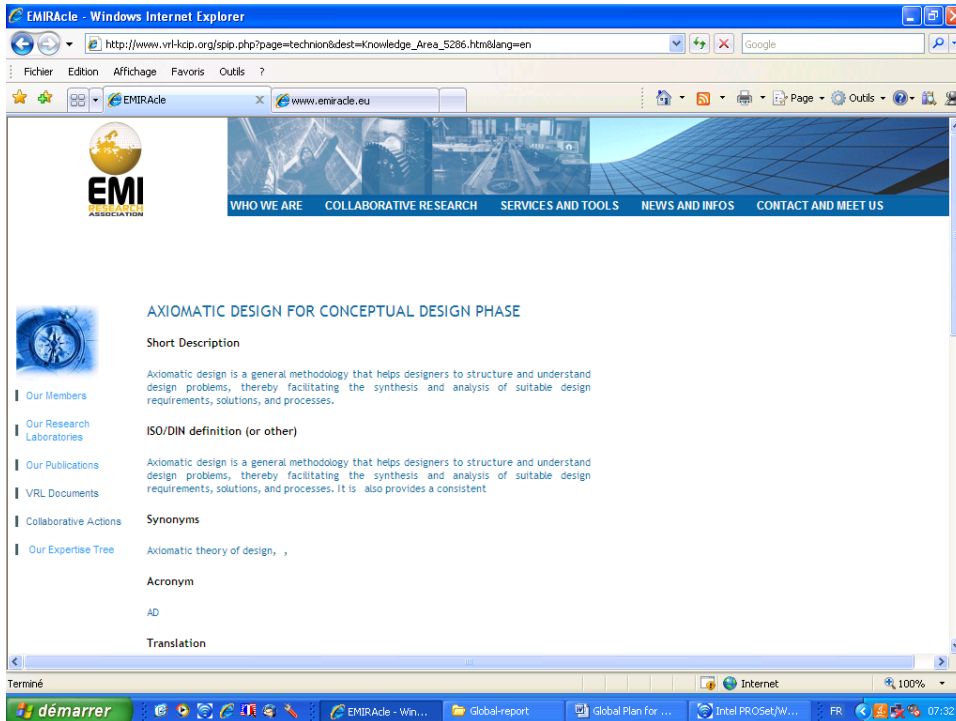 EMIRAcle - Windows Internet Explorer
http://www.vrl-kcip.org/spip.php?page=technion&dest=Knowledge_Area_5286.htm&lang=en
Google
Fichier Edition Affichage Favoris Outils ?
EMIRAcle
www.emiracle.eu
Page Outils
EMI
RESEARCH
ASSOCIATION
WHO WE ARE COLLABORATIVE RESEARCH SERVICES AND TOOLS NEWS AND INFOS CONTACT AND MEET US
AXIOMATIC DESIGN FOR CONCEPTUAL DESIGN PHASE
Short Description
Axiomatic design is a general methodology that helps designers to structure and understand
design problems, thereby facilitating the synthesis and analysis of suitable design
requirements, solutions, and processes.
ISO/DIN definition (or other)
Axiomatic design is a general methodology that helps designers to structure and understand
design problems, thereby facilitating the synthesis and analysis of suitable design
requirements, solutions, and processes. It is also provides a consistent
Synonyms
Axiomatic theory of design, ,
Acronym
AD
Translation
Our Members
Our Research
Laboratories
Our Publications
VRL Documents
Collaborative Actions
Our Expertise Tree
Terminé
Internet
100%
démarrer
EMIRAcle - Win...
Global-report
Global Plan for ...
Intel PROSet/W...
FR
07:32